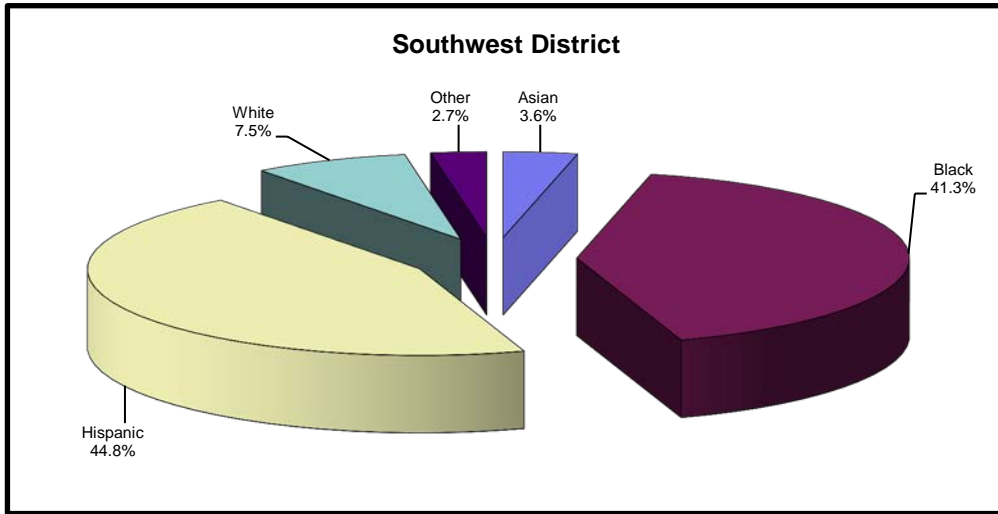 Southwest District
Other
2.7%
Asian
3.6%
White
7.5%
Black
41.3%
Hispanic
44.8%